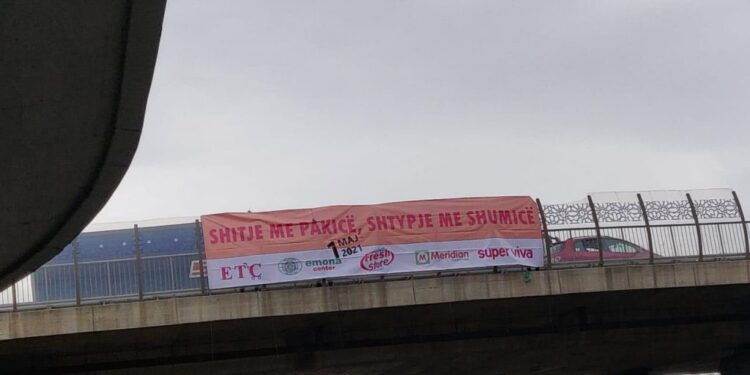 SHITJE ME PAKICË, SHTYPJE ME SHUMICË
1 MAJ 2021
ETC
emona center
Fresh Store
M Meridian
superviva